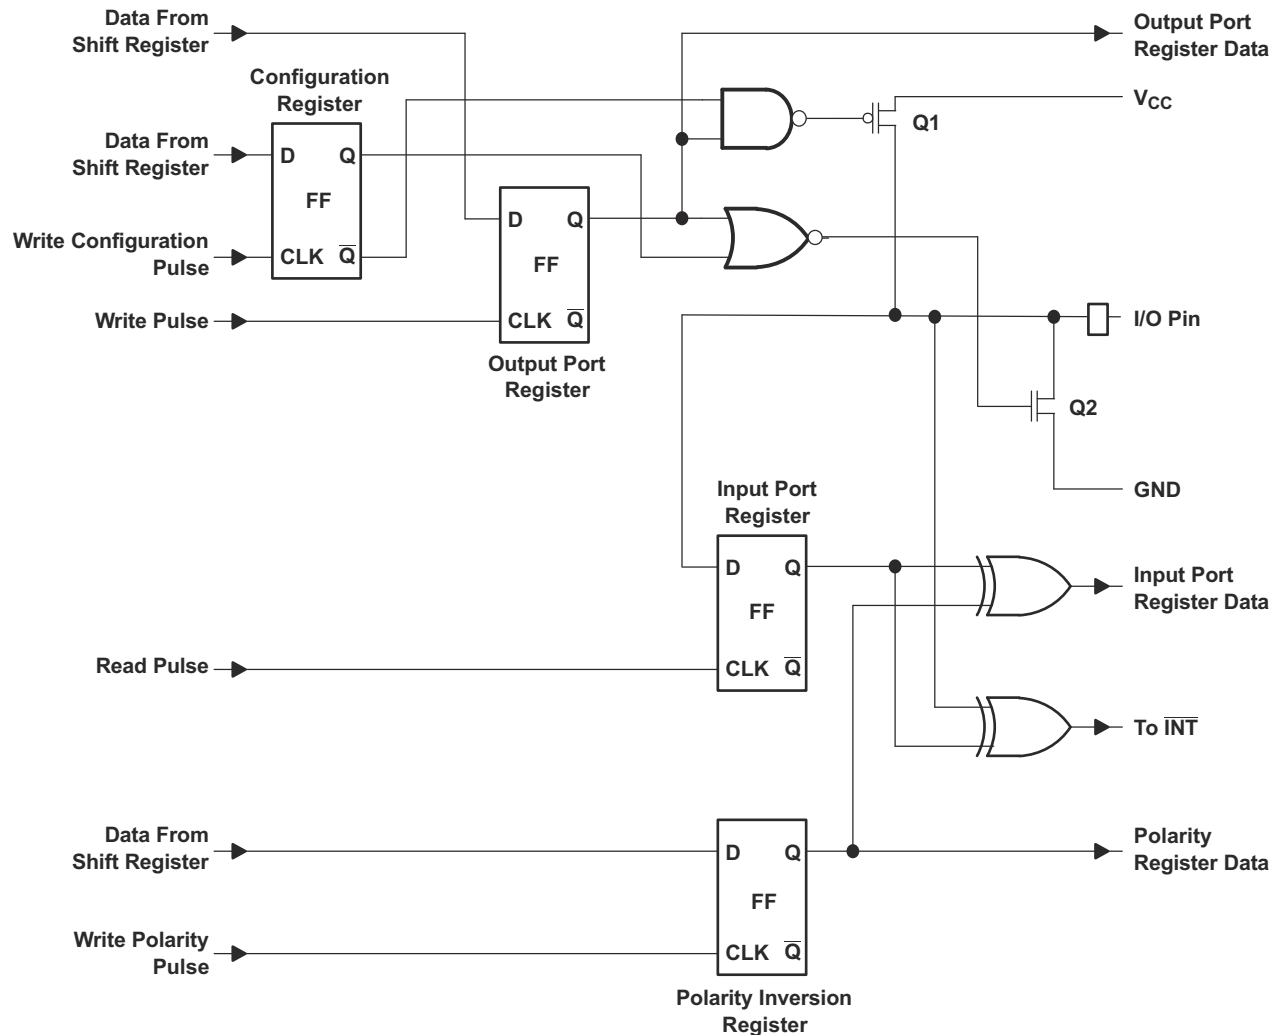 Data From
Shift Register
Output Port
Register Data
Configuration
Register
V_CC
Q1
Data From
Shift Register
D
Q
FF
D
Q
Write Configuration
Pulse
CLK
Q̅
FF
Write Pulse
CLK
Q̅
I/O Pin
Output Port
Register
Q2
Input Port
Register
GND
D
Q
Input Port
Register Data
FF
Read Pulse
CLK
Q̅
To I̅N̅T̅
Data From
Shift Register
D
Q
Polarity
Register Data
FF
Write Polarity
Pulse
CLK
Q̅
Polarity Inversion
Register